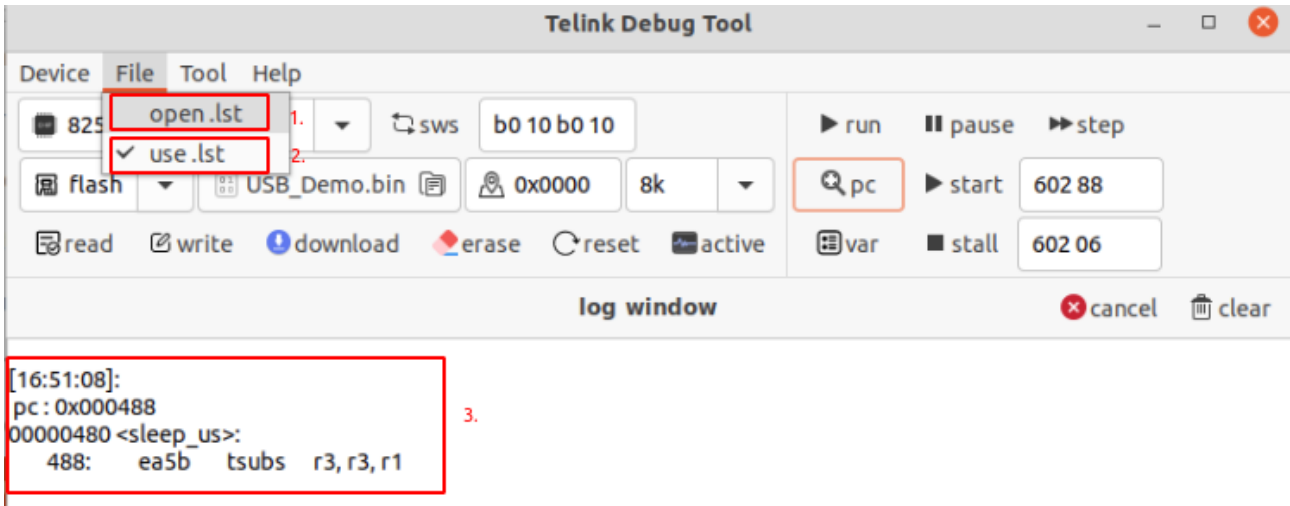 Telink Debug Tool
Device File Tool Help
open .lst 1.
use .lst 2.
825 sws b0 10 b0 10 run pause step
flash USB_Demo.bin 0x0000 8k pc start 602 88
read write download erase reset active var stall 602 06
log window cancel clear
[16:51:08]:
pc : 0x000488
00000480 <sleep_us>:
488: ea5b tsubs r3, r3, r1
3.